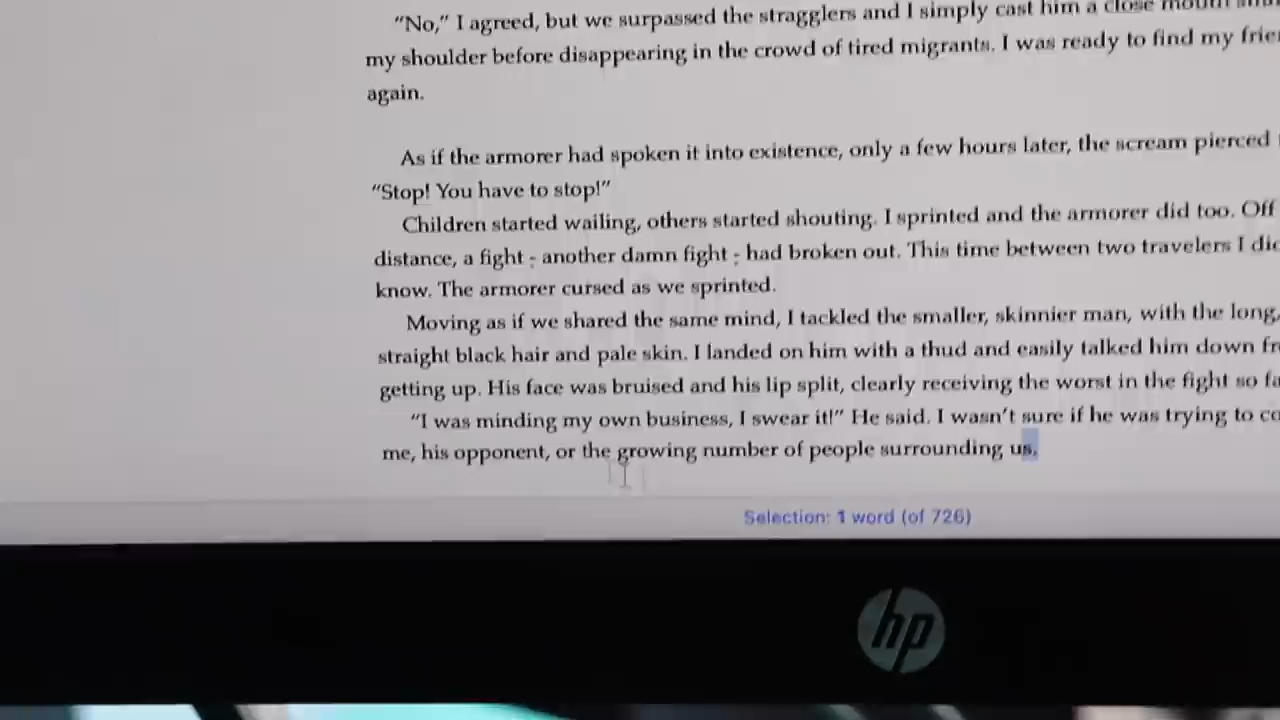 “No,” I agreed, but we surpassed the stragglers and I simply cast him a close mouth
my shoulder before disappearing in the crowd of tired migrants. I was ready to find my
again.
As if the armorer had spoken it into existence, only a few hours later, the scream pierced
“Stop! You have to stop!”
Children started wailing, others started shouting. I sprinted and the armorer did too. Off
distance, a fight - another damn fight - had broken out. This time between two travelers I
know. The armorer cursed as we sprinted.
Moving as if we shared the same mind, I tackled the smaller, skinnier man, with the long,
straight black hair and pale skin. I landed on him with a thud and easily talked him down
getting up. His face was bruised and his lip split, clearly receiving the worst in the fight so
“I was minding my own business, I swear it!” He said. I wasn’t sure if he was trying to
me, his opponent, or the growing number of people surrounding us.
Selection: 1 word (of 726)
hp